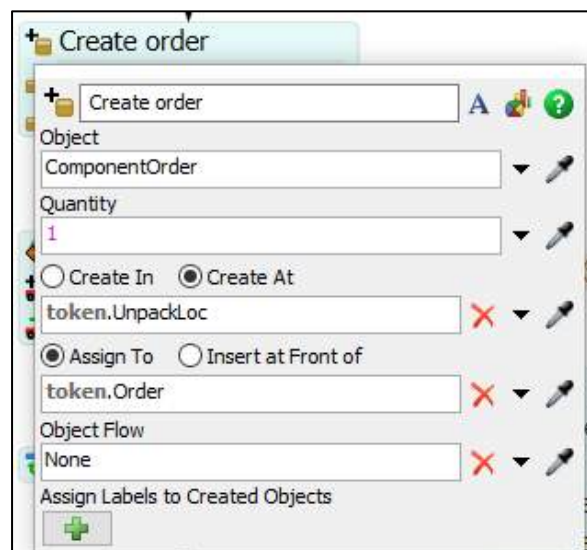 Create order
Create order A ?
Object
ComponentOrder
Quantity
1
Create In Create At
token.UnpackLoc
Assign To Insert at Front of
token.Order
Object Flow
None
Assign Labels to Created Objects